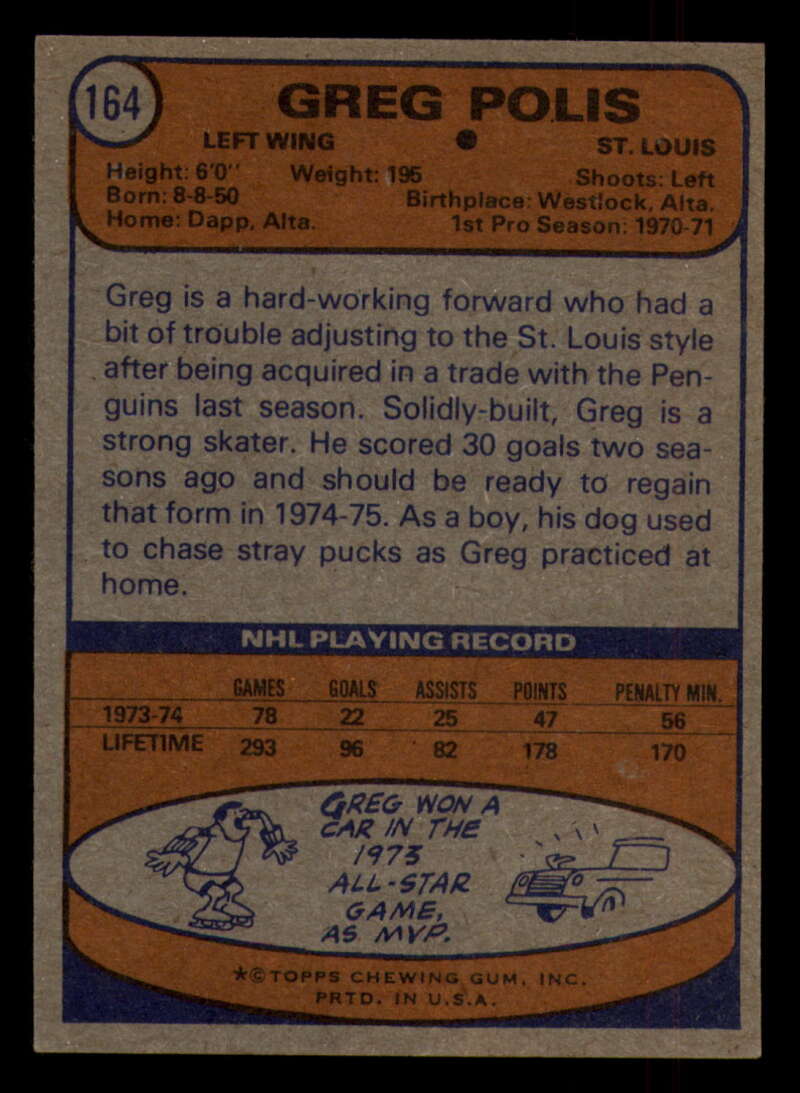 164
GREG POLIS
LEFT WING ● ST. LOUIS
Height: 6'0" Weight: 195 Shoots: Left
Born: 8-8-50 Birthplace: Westlock, Alta.
Home: Dapp, Alta. 1st Pro Season: 1970-71
Greg is a hard-working forward who had a
bit of trouble adjusting to the St. Louis style
after being acquired in a trade with the Pen-
guins last season. Solidly-built, Greg is a
strong skater. He scored 30 goals two sea-
sons ago and should be ready to regain
that form in 1974-75. As a boy, his dog used
to chase stray pucks as Greg practiced at
home.
NHL PLAYING RECORD
GAMES GOALS ASSISTS POINTS PENALTY MIN.
1973-74 78 22 25 47 56
LIFETIME 293 96 82 178 170
GREG WON A
CAR IN THE
1973
ALL-STAR
GAME,
AS MVP.
★©TOPPS CHEWING GUM, INC.
PRTD. IN U.S.A.